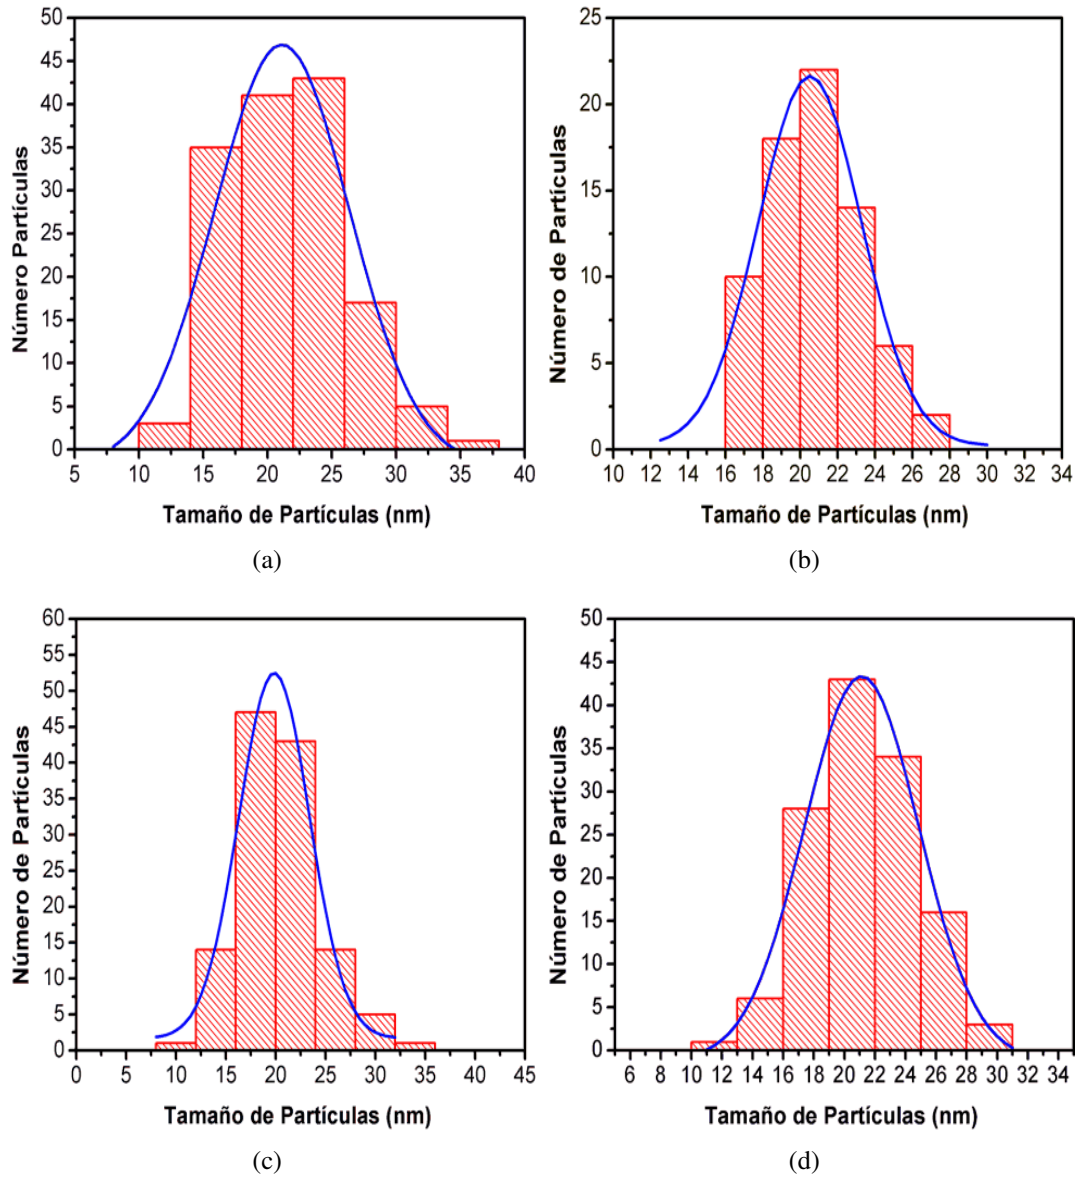 50
45
40
35
30
25
20
15
10
5
0
Número Partículas
5 10 15 20 25 30 35 40
Tamaño de Partículas (nm)
(a)
25
20
15
10
5
0
Número de Partículas
10 12 14 16 18 20 22 24 26 28 30 32 34
Tamaño de Partículas (nm)
(b)
60
55
50
45
40
35
30
25
20
15
10
5
0
Número de Partículas
0 5 10 15 20 25 30 35 40 45
Tamaño de Partículas (nm)
(c)
50
45
40
35
30
25
20
15
10
5
0
Número de Partículas
6 8 10 12 14 16 18 20 22 24 26 28 30 32 34
Tamaño de Partículas (nm)
(d)